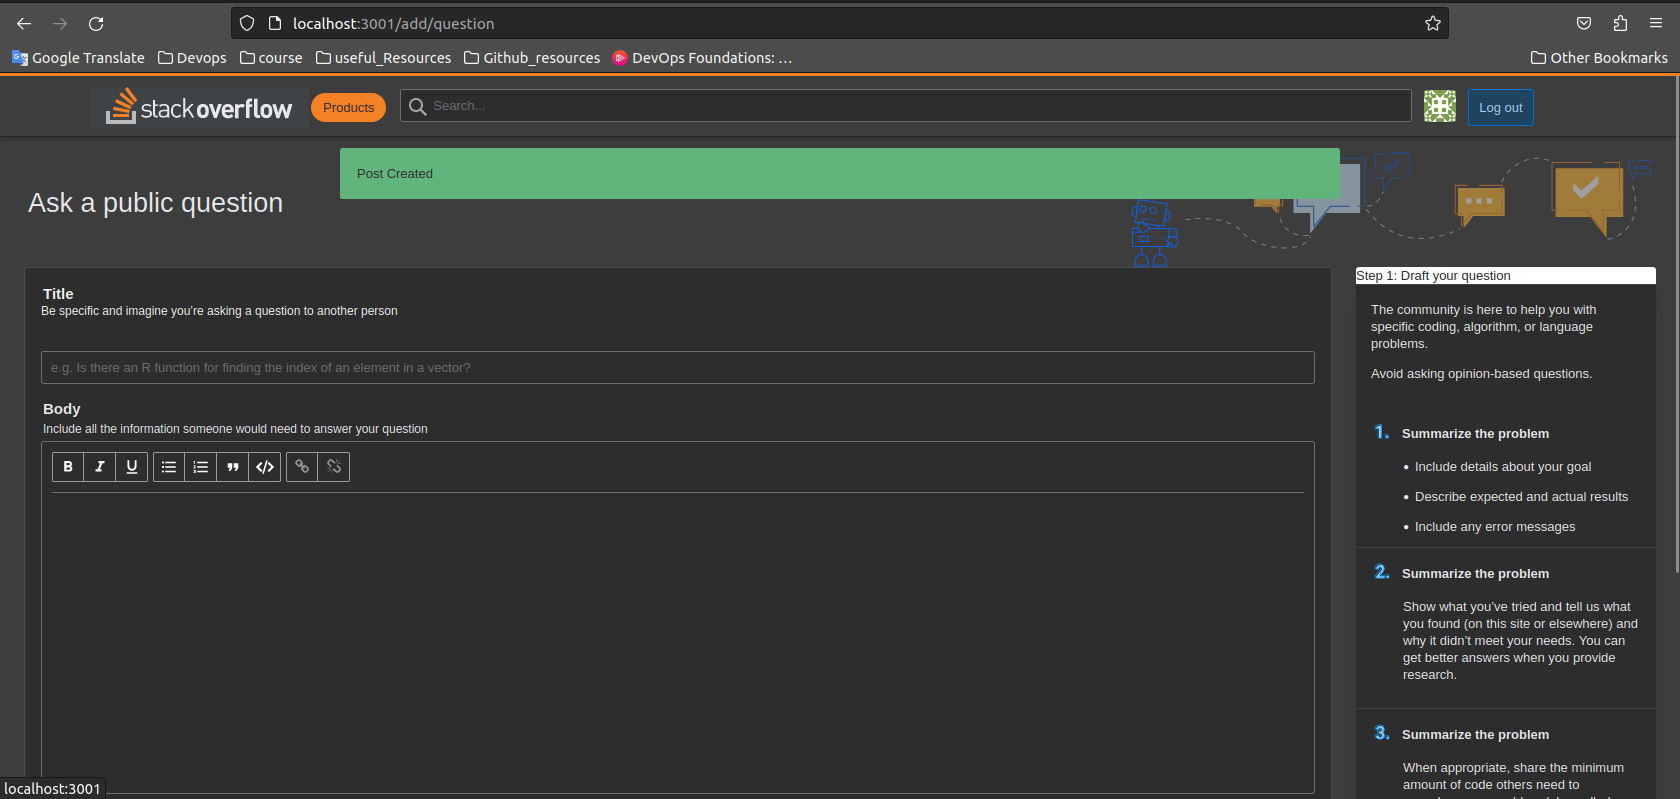 localhost:3001/add/question
Google Translate Devops course useful_Resources Github_resources DevOps Foundations: … Other Bookmarks
stackoverflow Products Search... Log out
Post Created
Ask a public question
Title
Be specific and imagine you’re asking a question to another person
e.g. Is there an R function for finding the index of an element in a vector?
Body
Include all the information someone would need to answer your question
B I U
Step 1: Draft your question
The community is here to help you with
specific coding, algorithm, or language
problems.
Avoid asking opinion-based questions.
1. Summarize the problem
• Include details about your goal
• Describe expected and actual results
• Include any error messages
2. Summarize the problem
Show what you’ve tried and tell us what
you found (on this site or elsewhere) and
why it didn’t meet your needs. You can
get better answers when you provide
research.
3. Summarize the problem
When appropriate, share the minimum
amount of code others need to
localhost:3001